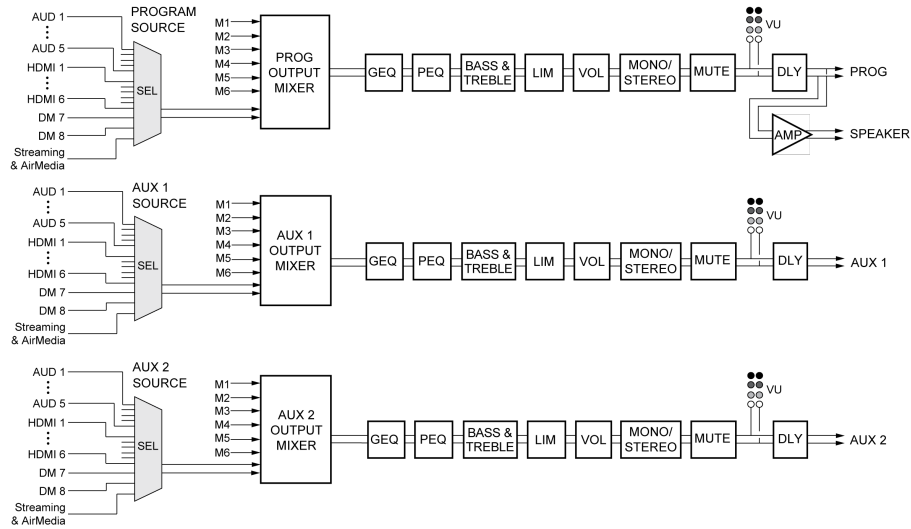 PROGRAM
SOURCE
AUD 1
AUD 5
HDMI 1
HDMI 6
DM 7
DM 8
Streaming
& AirMedia
SEL
M1
M2
M3
M4
M5
M6
PROG
OUTPUT
MIXER
GEQ
PEQ
BASS &
TREBLE
LIM
VOL
MONO/
STEREO
MUTE
VU
DLY
PROG
AMP
SPEAKER
AUX 1
SOURCE
AUD 1
AUD 5
HDMI 1
HDMI 6
DM 7
DM 8
Streaming
& AirMedia
SEL
M1
M2
M3
M4
M5
M6
AUX 1
OUTPUT
MIXER
GEQ
PEQ
BASS &
TREBLE
LIM
VOL
MONO/
STEREO
MUTE
VU
DLY
AUX 1
AUX 2
SOURCE
AUD 1
AUD 5
HDMI 1
HDMI 6
DM 7
DM 8
Streaming
& AirMedia
SEL
M1
M2
M3
M4
M5
M6
AUX 2
OUTPUT
MIXER
GEQ
PEQ
BASS &
TREBLE
LIM
VOL
MONO/
STEREO
MUTE
VU
DLY
AUX 2